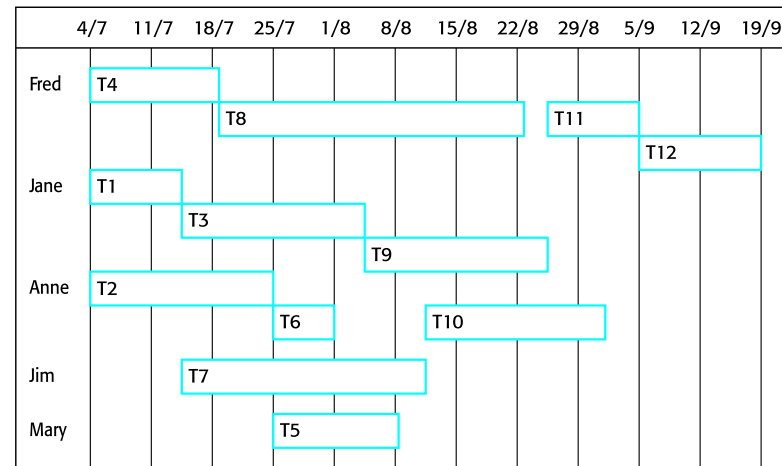 4/7 11/7 18/7 25/7 1/8 8/8 15/8 22/8 29/8 5/9 12/9 19/9
Fred T4
T8 T11
T12
Jane T1
T3
T9
Anne T2
T6 T10
Jim T7
Mary T5